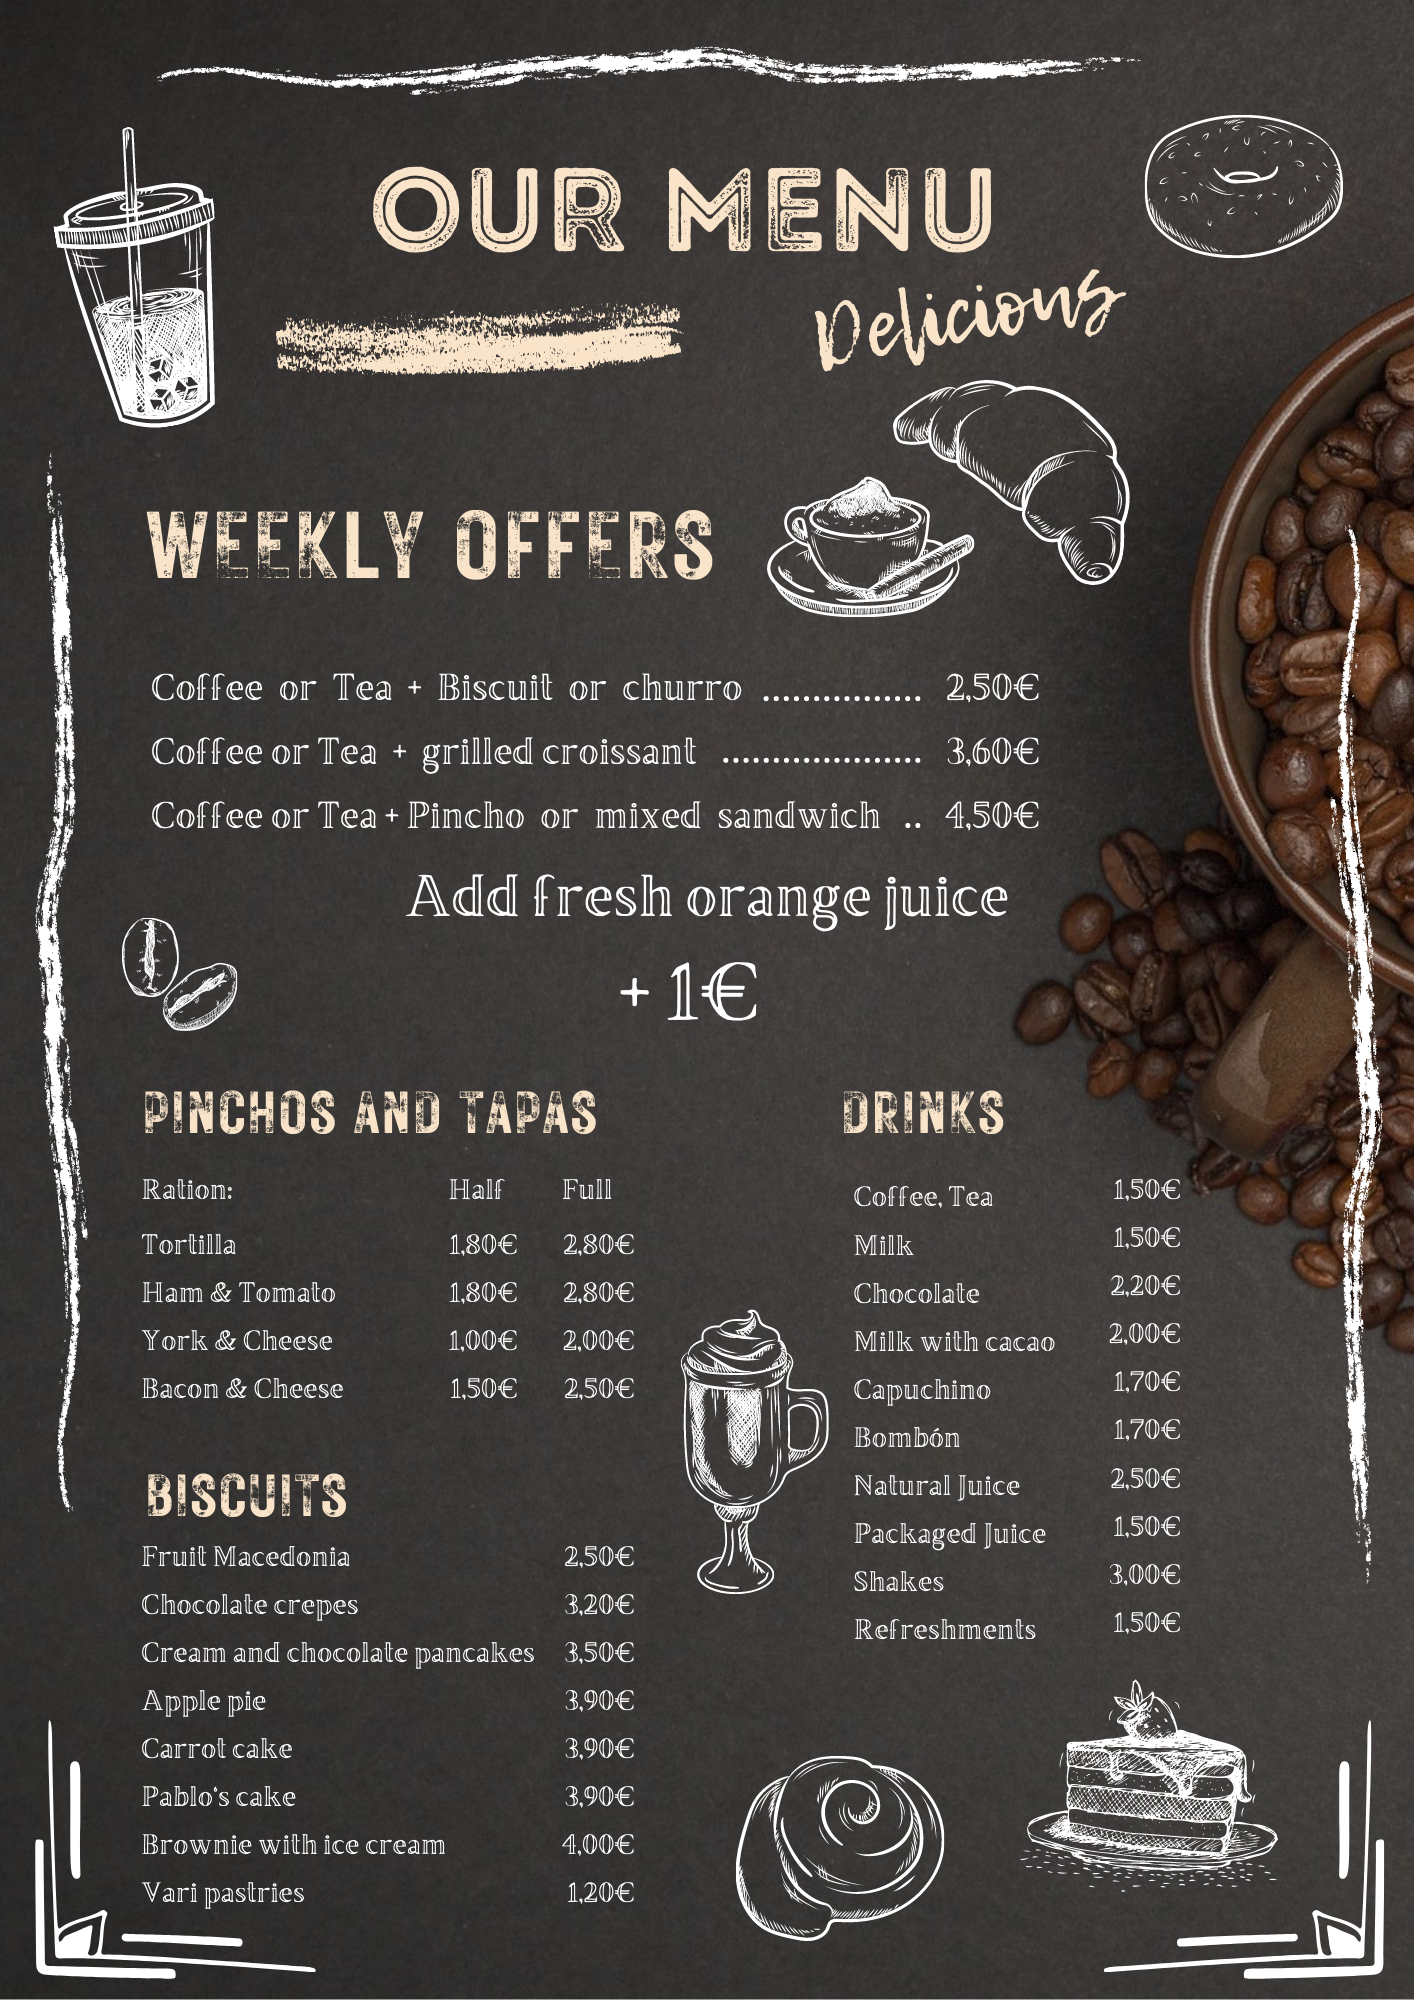 OUR MENU
Delicious
WEEKLY OFFERS
Coffee or Tea + Biscuit or churro ................ 2,50€
Coffee or Tea + grilled croissant .................... 3,60€
Coffee or Tea + Pincho or mixed sandwich .. 4,50€
Add fresh orange juice
+ 1€
PINCHOS AND TAPAS
Ration: Half Full
Tortilla 1,80€ 2,80€
Ham & Tomato 1,80€ 2,80€
York & Cheese 1,00€ 2,00€
Bacon & Cheese 1,50€ 2,50€
BISCUITS
Fruit Macedonia 2,50€
Chocolate crepes 3,20€
Cream and chocolate pancakes 3,50€
Apple pie 3,90€
Carrot cake 3,90€
Pablo's cake 3,90€
Brownie with ice cream 4,00€
Vari pastries 1,20€
DRINKS
Coffee, Tea 1,50€
Milk 1,50€
Chocolate 2,20€
Milk with cacao 2,00€
Capuchino 1,70€
Bombón 1,70€
Natural Juice 2,50€
Packaged Juice 1,50€
Shakes 3,00€
Refreshments 1,50€